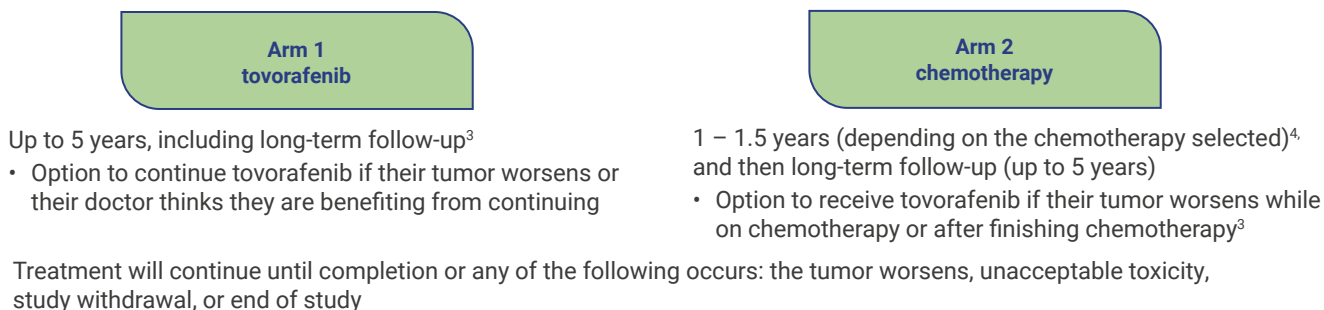 Arm 1
tovorafenib
Up to 5 years, including long-term follow-up³
• Option to continue tovorafenib if their tumor worsens or
their doctor thinks they are benefiting from continuing
Arm 2
chemotherapy
1 – 1.5 years (depending on the chemotherapy selected)⁴,
and then long-term follow-up (up to 5 years)
• Option to receive tovorafenib if their tumor worsens while
on chemotherapy or after finishing chemotherapy³
Treatment will continue until completion or any of the following occurs: the tumor worsens, unacceptable toxicity,
study withdrawal, or end of study